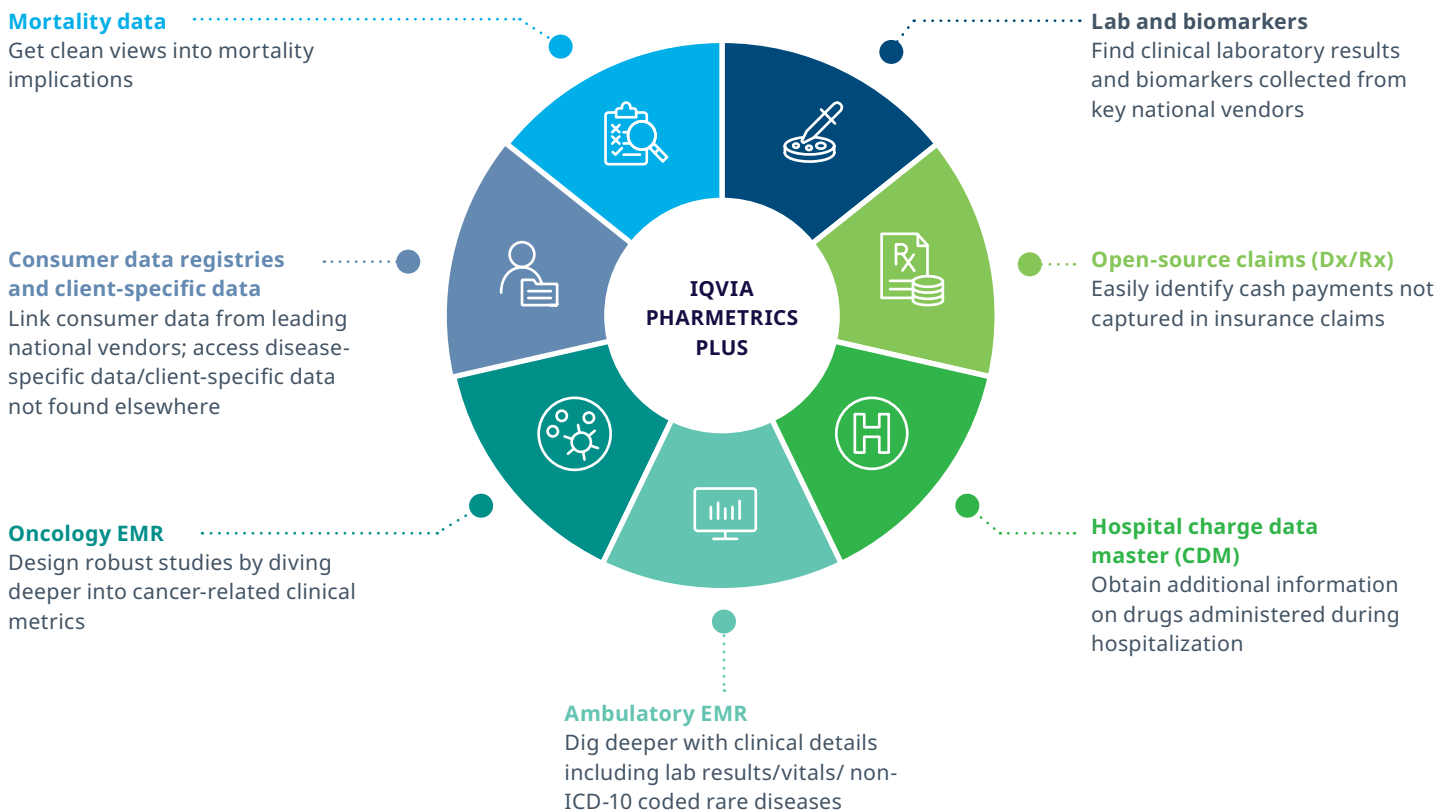 Mortality data
Get clean views into mortality
implications
Lab and biomarkers
Find clinical laboratory results
and biomarkers collected from
key national vendors
Consumer data registries
and client-specific data
Link consumer data from leading
national vendors; access disease-
specific data/client-specific data
not found elsewhere
Rx
IQVIA
PHARMETRICS
PLUS
Open-source claims (Dx/Rx)
Easily identify cash payments not
captured in insurance claims
H
Oncology EMR
Design robust studies by diving
deeper into cancer-related clinical
metrics
Hospital charge data
master (CDM)
Obtain additional information
on drugs administered during
hospitalization
Ambulatory EMR
Dig deeper with clinical details
including lab results/vitals/ non-
ICD-10 coded rare diseases